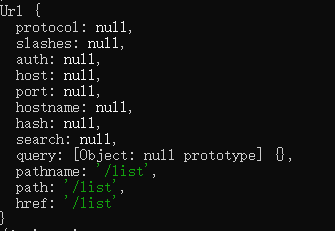 Url {
protocol: null,
slashes: null,
auth: null,
host: null,
port: null,
hostname: null,
hash: null,
search: null,
query: [Object: null prototype] {},
pathname: '/list',
path: '/list',
href: '/list'
}